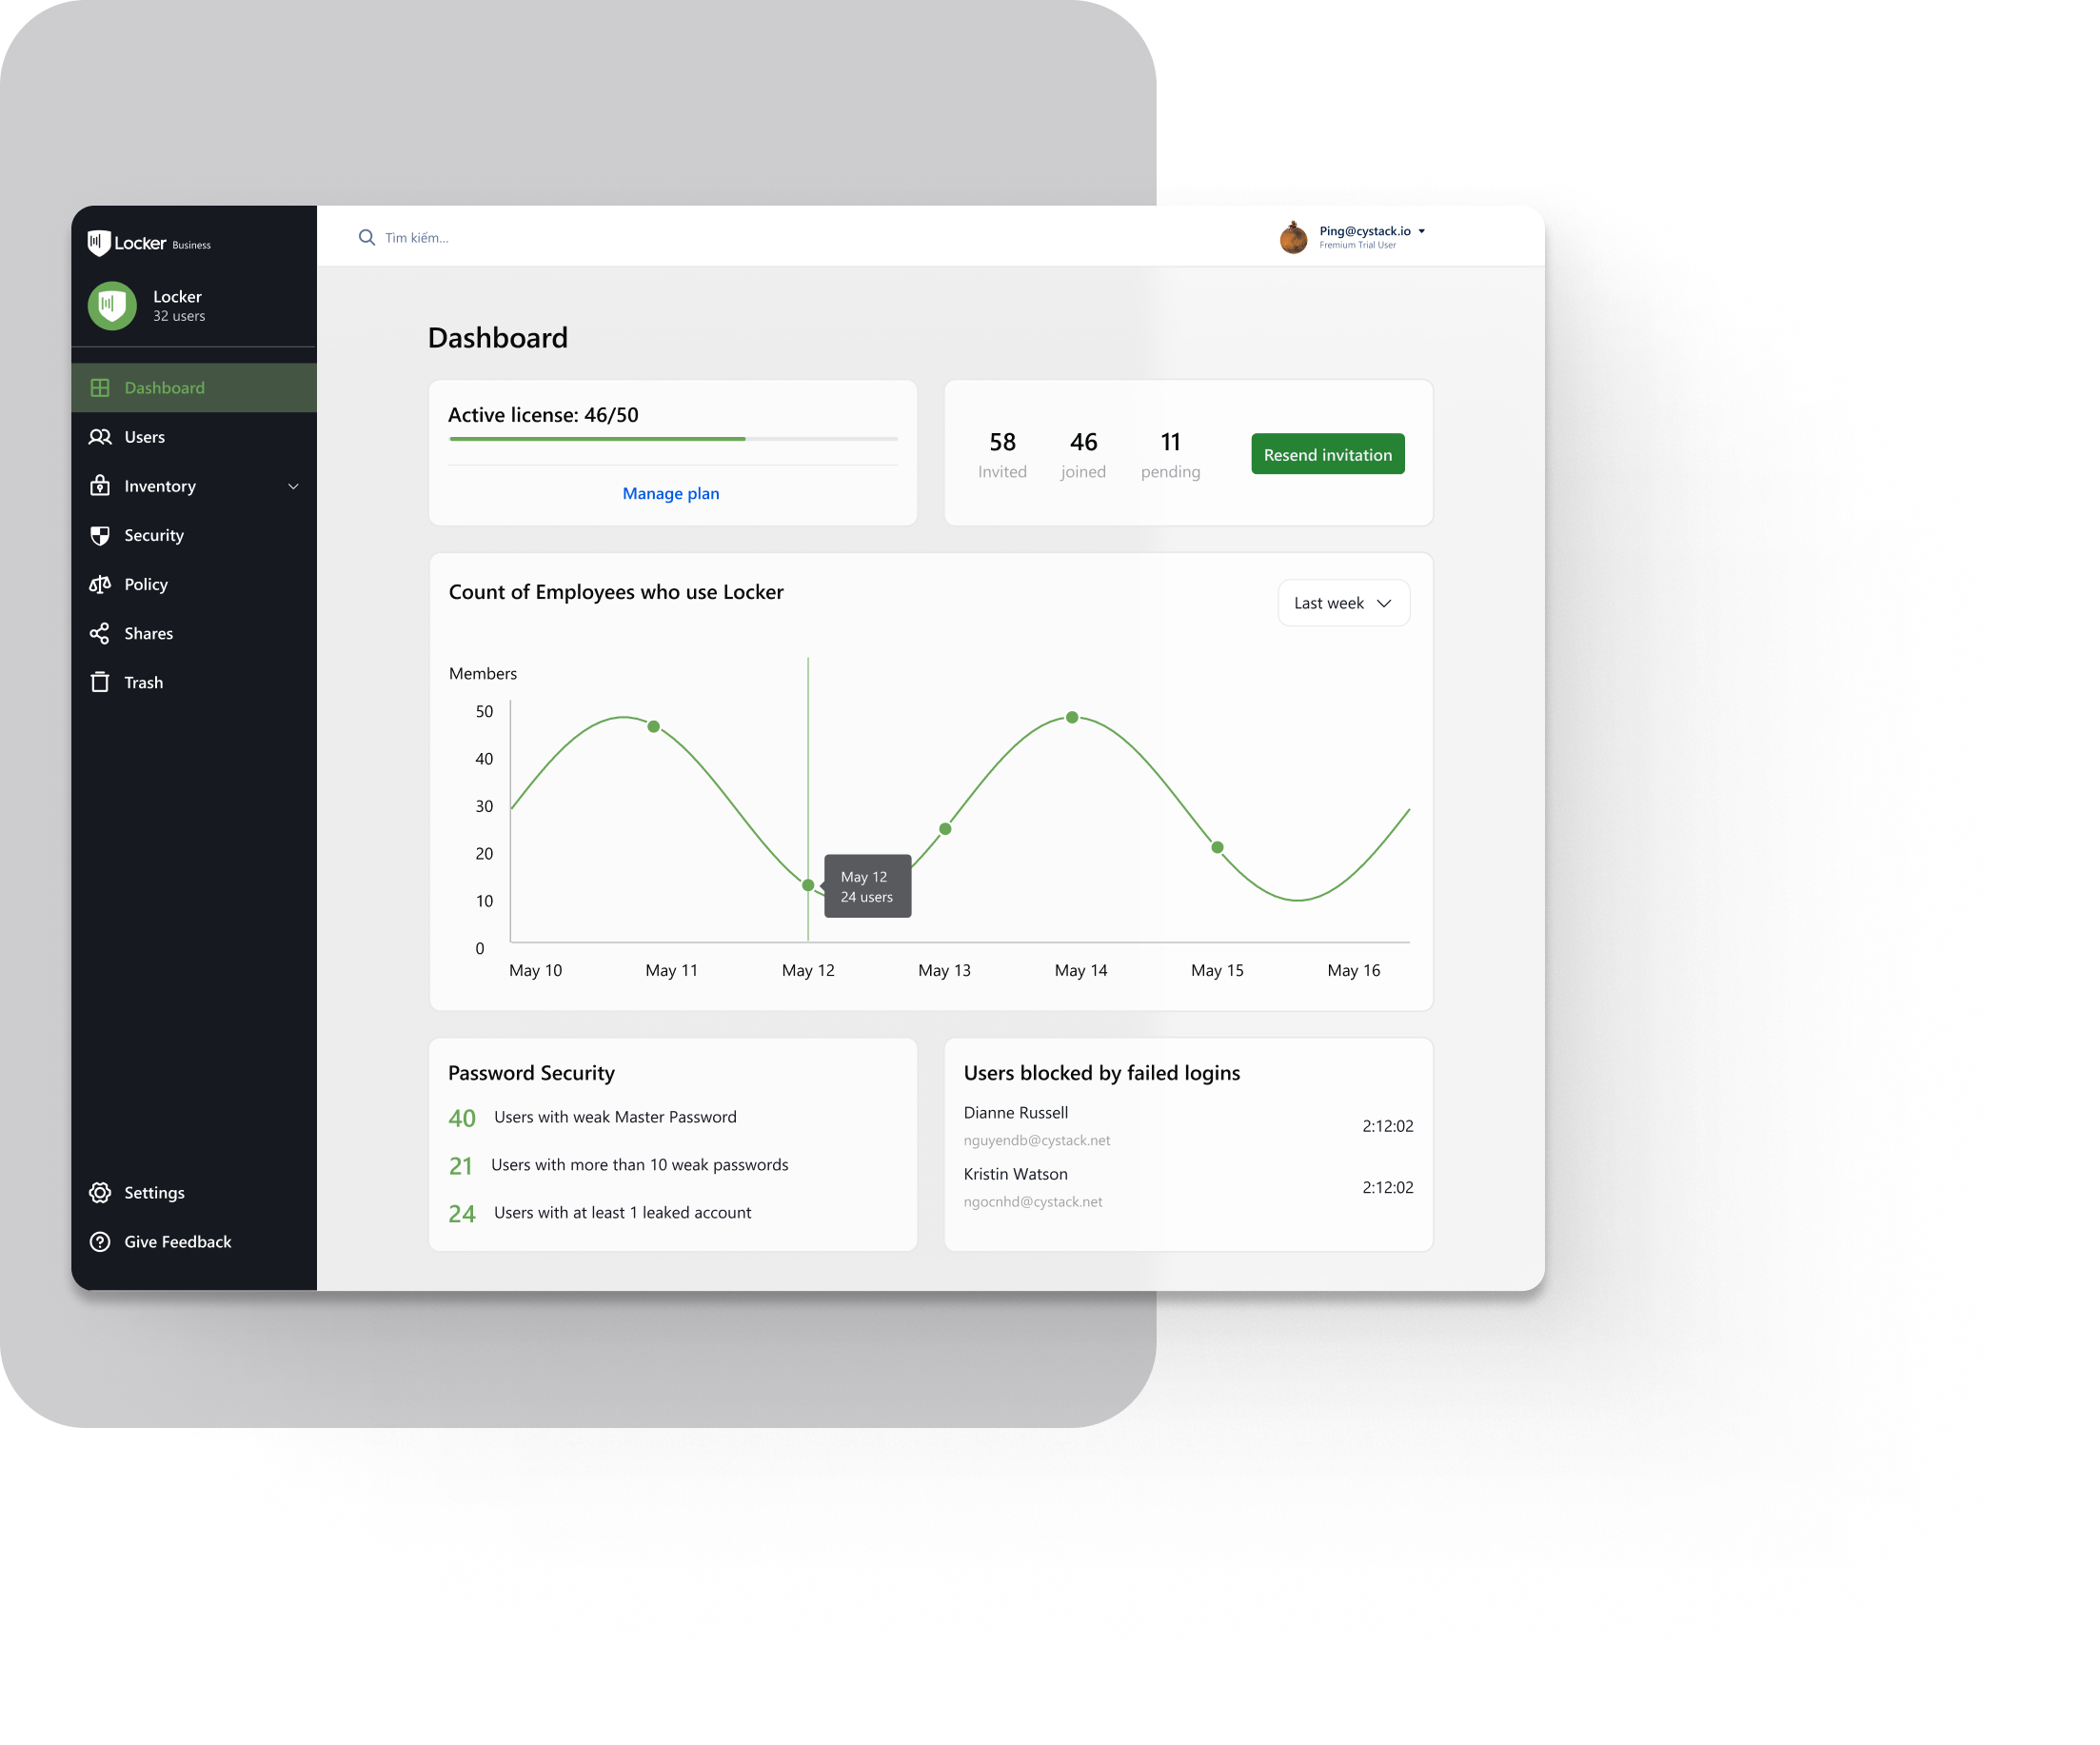 Locker Business
Tìm kiếm...
Ping@cystack.io
Fremium Trial User
Locker
32 users
Dashboard
Users
Inventory
Security
Policy
Shares
Trash
Settings
Give Feedback
Dashboard
Active license: 46/50
Manage plan
58 46 11
Invited joined pending
Resend invitation
Count of Employees who use Locker
Last week
Members
50
40
30
20
10
0
May 12
24 users
May 10 May 11 May 12 May 13 May 14 May 15 May 16
Password Security
40 Users with weak Master Password
21 Users with more than 10 weak passwords
24 Users with at least 1 leaked account
Users blocked by failed logins
Dianne Russell
nguyendb@cystack.net
2:12:02
Kristin Watson
ngocnhd@cystack.net
2:12:02